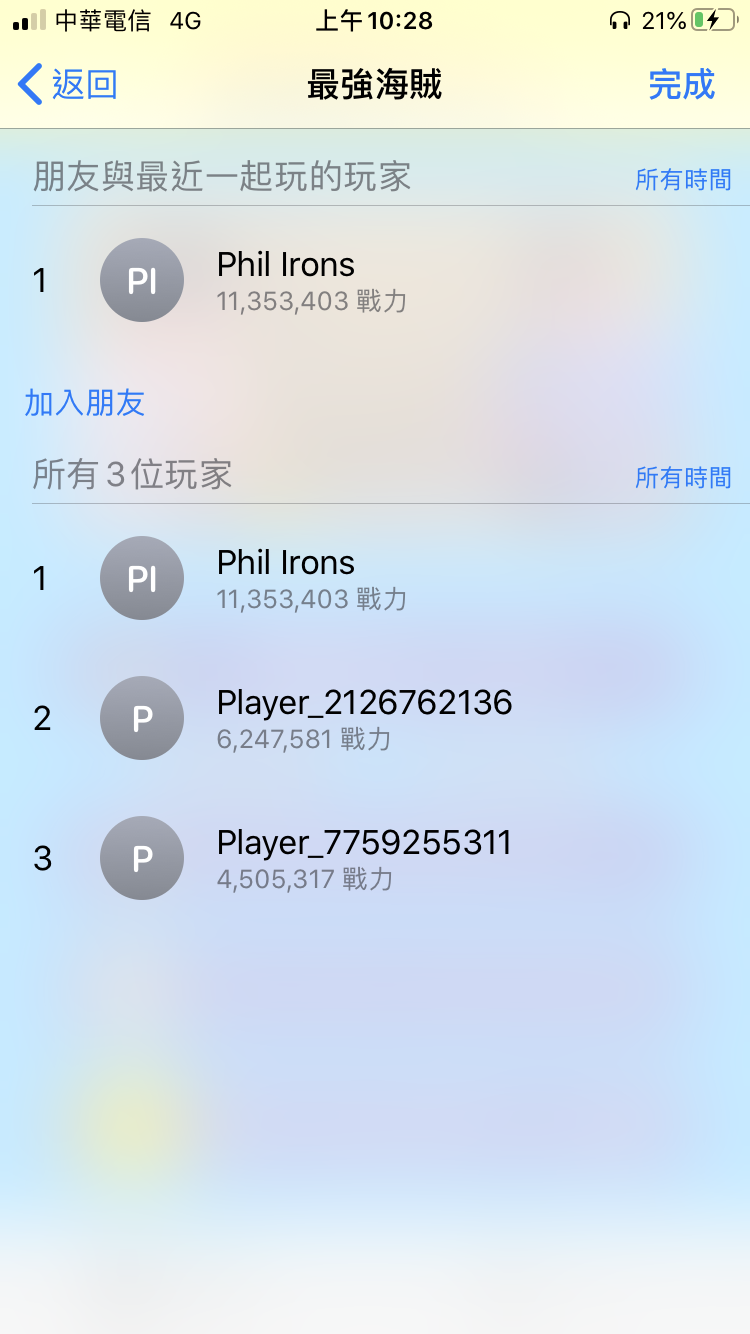 中華電信 4G 上午10:28 21%
返回 最強海賊 完成
朋友與最近一起玩的玩家 所有時間
1 PI Phil Irons
11,353,403 戰力
加入朋友
所有3位玩家 所有時間
1 PI Phil Irons
11,353,403 戰力
2 P Player_2126762136
6,247,581 戰力
3 P Player_7759255311
4,505,317 戰力